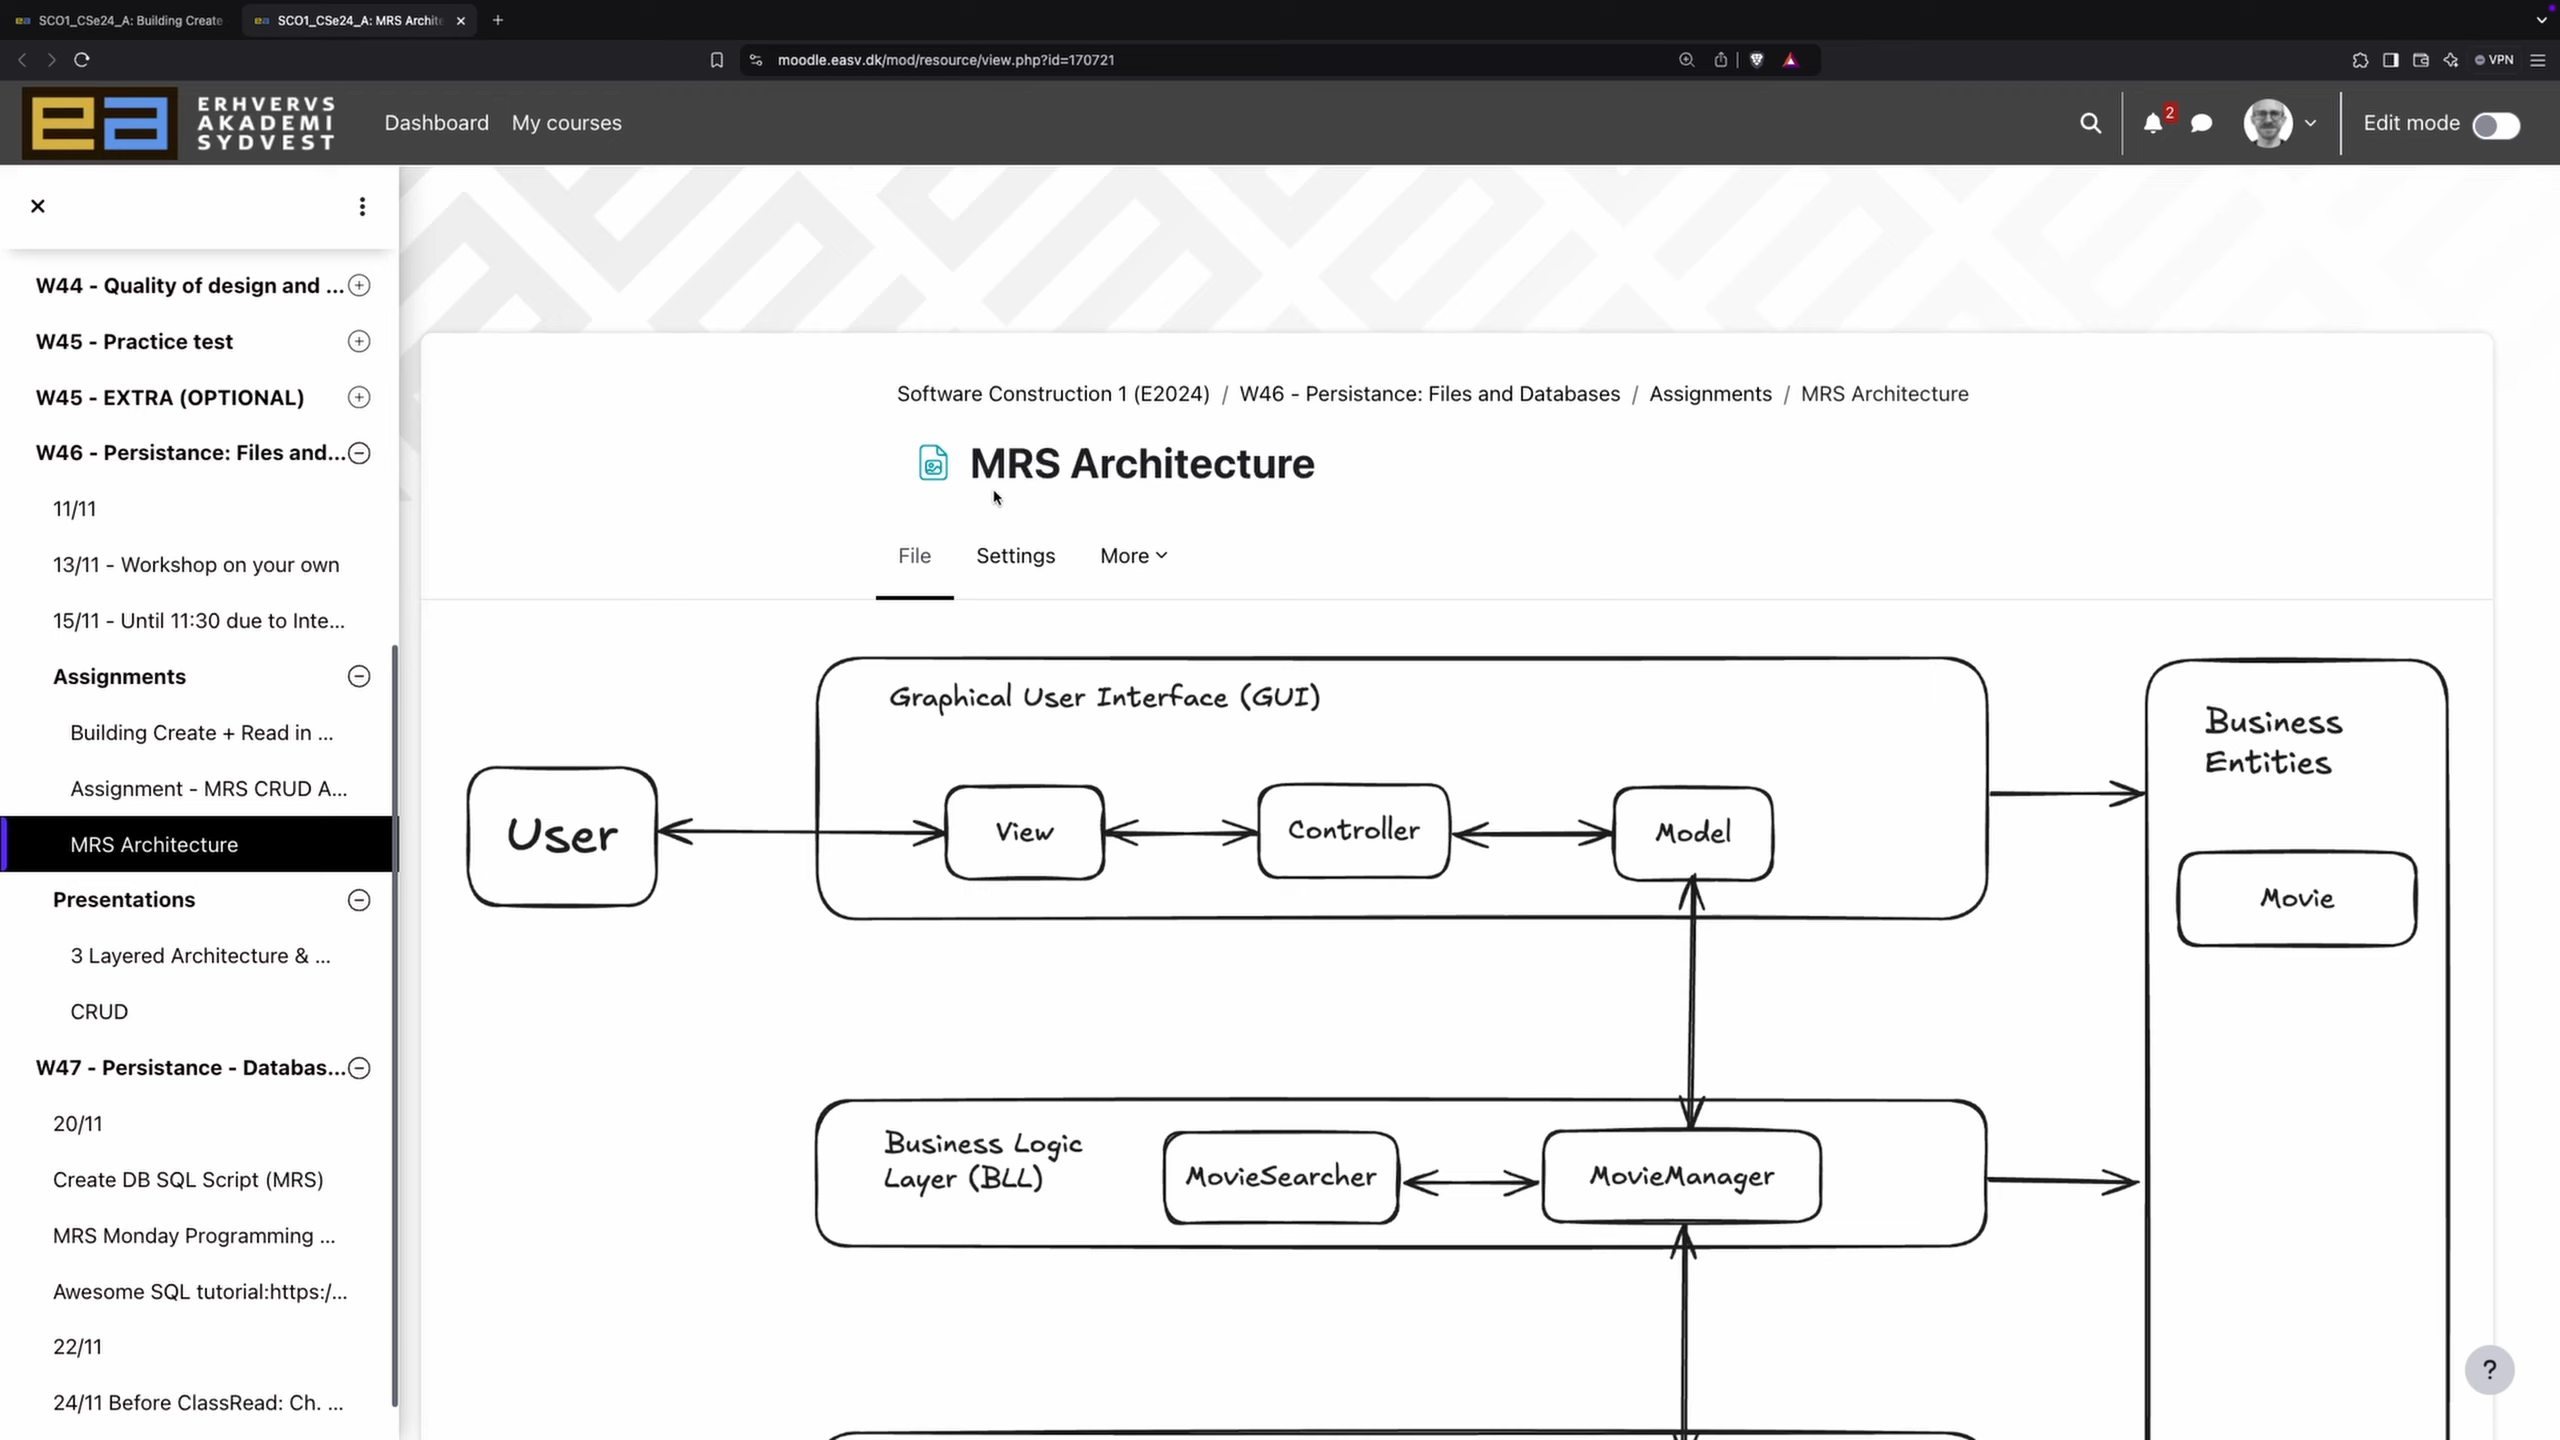 SCO1_CSe24_A: Building Create
SCO1_CSe24_A: MRS Archite
moodle.easv.dk/mod/resource/view.php?id=170721
VPN
ea
ERHVERVS
AKADEMI
SYDVEST
Dashboard
My courses
2
Edit mode
W44 - Quality of design and ...
W45 - Practice test
W45 - EXTRA (OPTIONAL)
W46 - Persistance: Files and...
11/11
13/11 - Workshop on your own
15/11 - Until 11:30 due to Inte...
Assignments
Building Create + Read in ...
Assignment - MRS CRUD A...
MRS Architecture
Presentations
3 Layered Architecture & ...
CRUD
W47 - Persistance - Databas...
20/11
Create DB SQL Script (MRS)
MRS Monday Programming ...
Awesome SQL tutorial:https:/...
22/11
24/11 Before ClassRead: Ch. ...
Software Construction 1 (E2024) / W46 - Persistance: Files and Databases / Assignments / MRS Architecture
MRS Architecture
File
Settings
More
Graphical User Interface (GUI)
User
View
Controller
Model
Business
Entities
Movie
Business Logic
Layer (BLL)
MovieSearcher
MovieManager
?